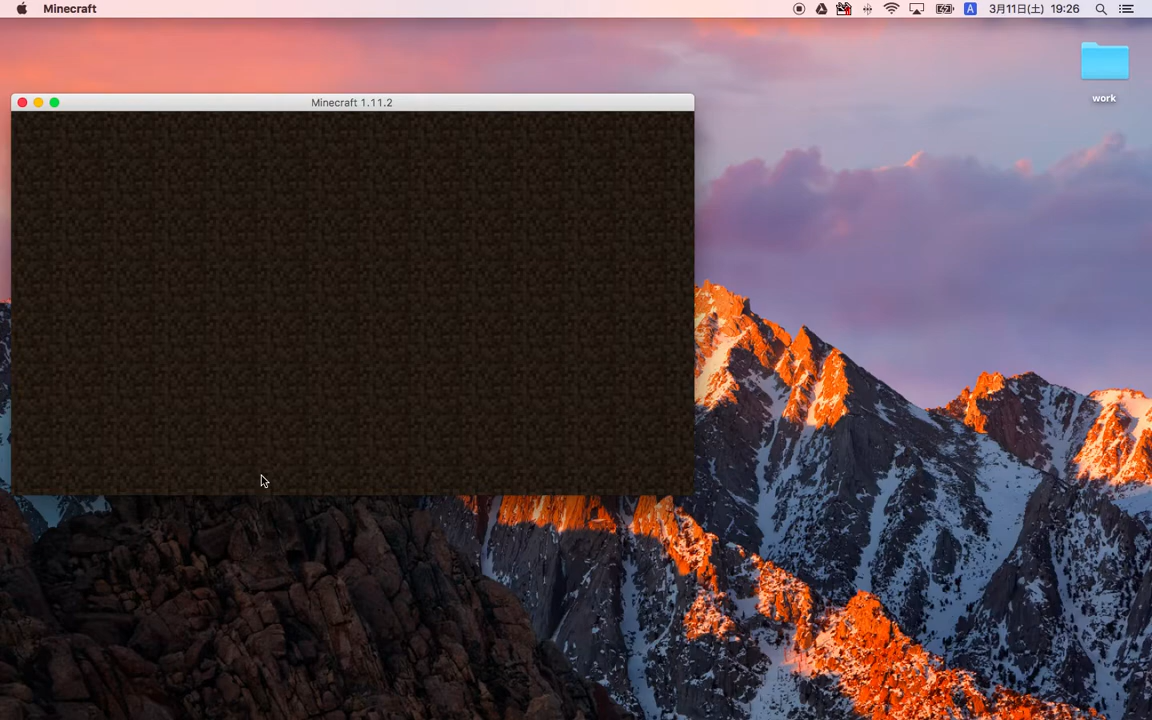 Minecraft
A
3月11日(土) 19:26
work
Minecraft 1.11.2